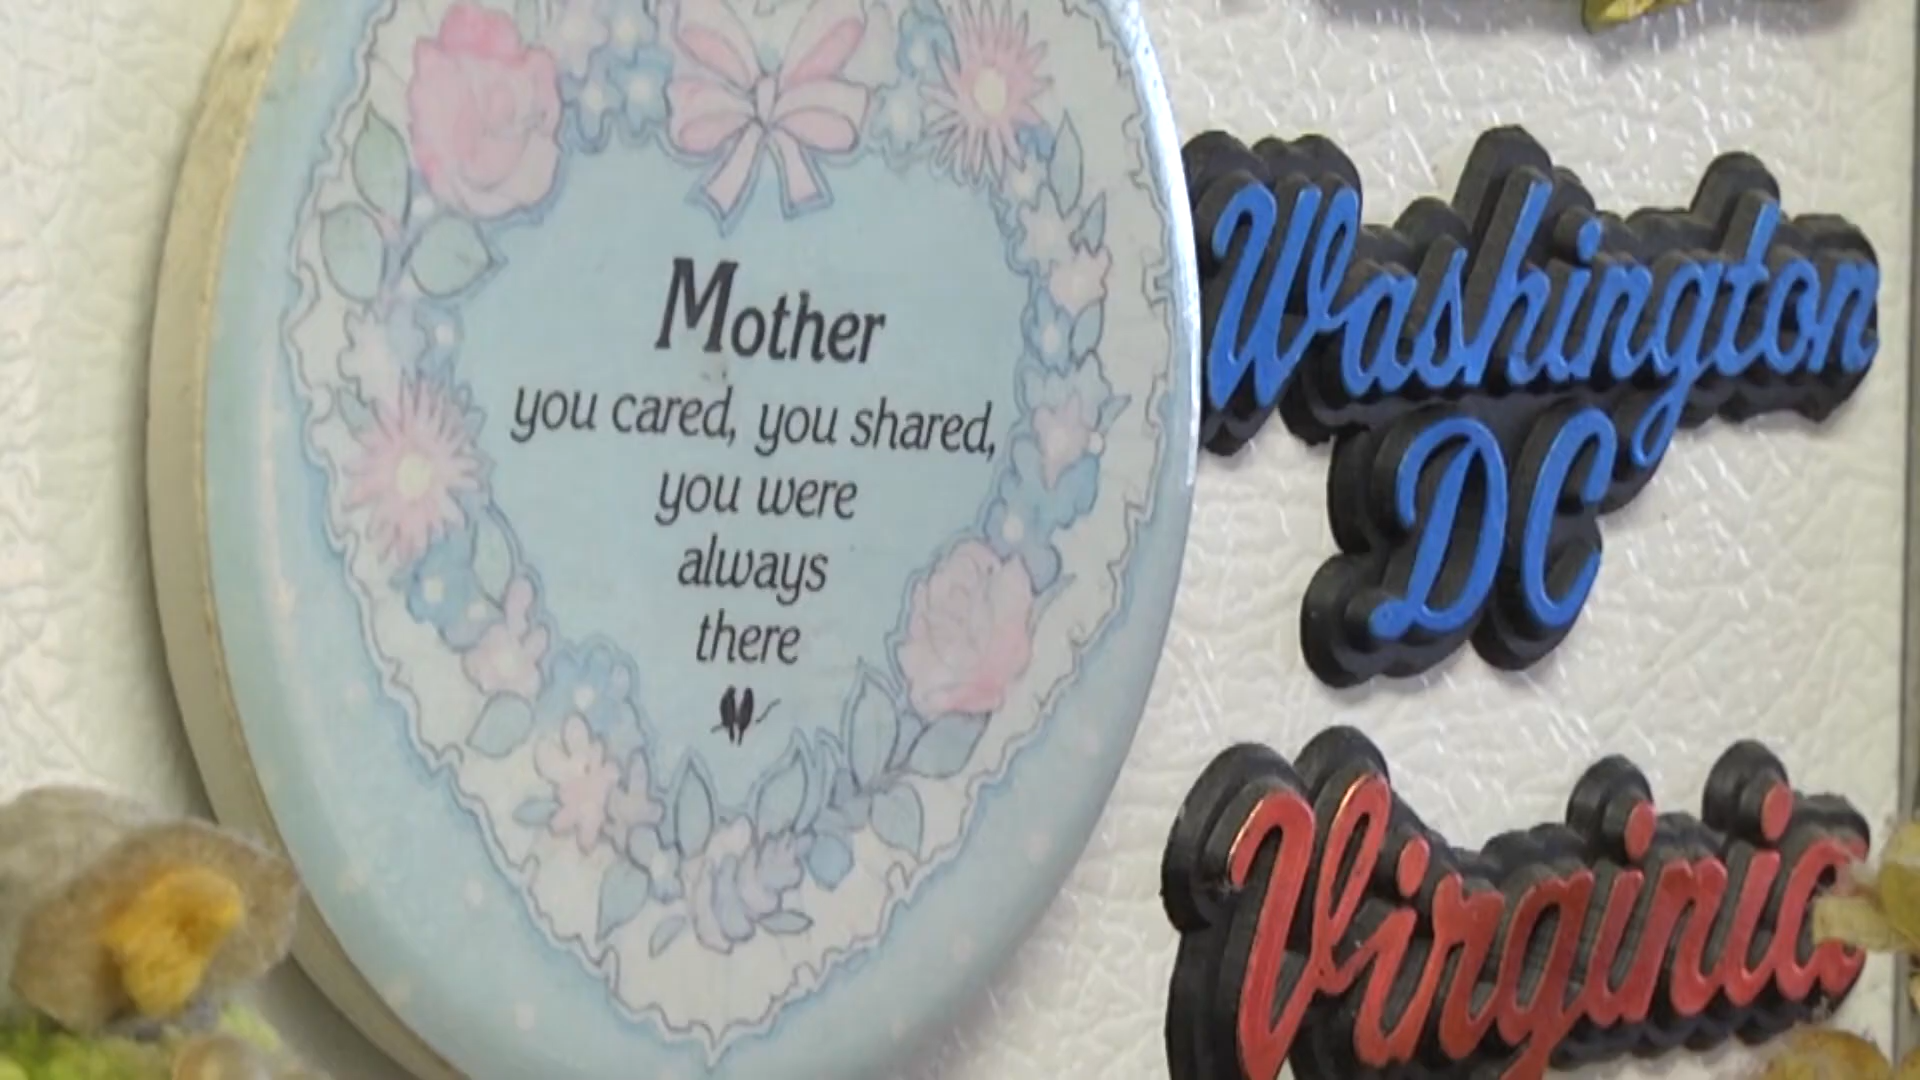 Mother
you cared, you shared,
you were
always
there
Washington
DC
Virginia